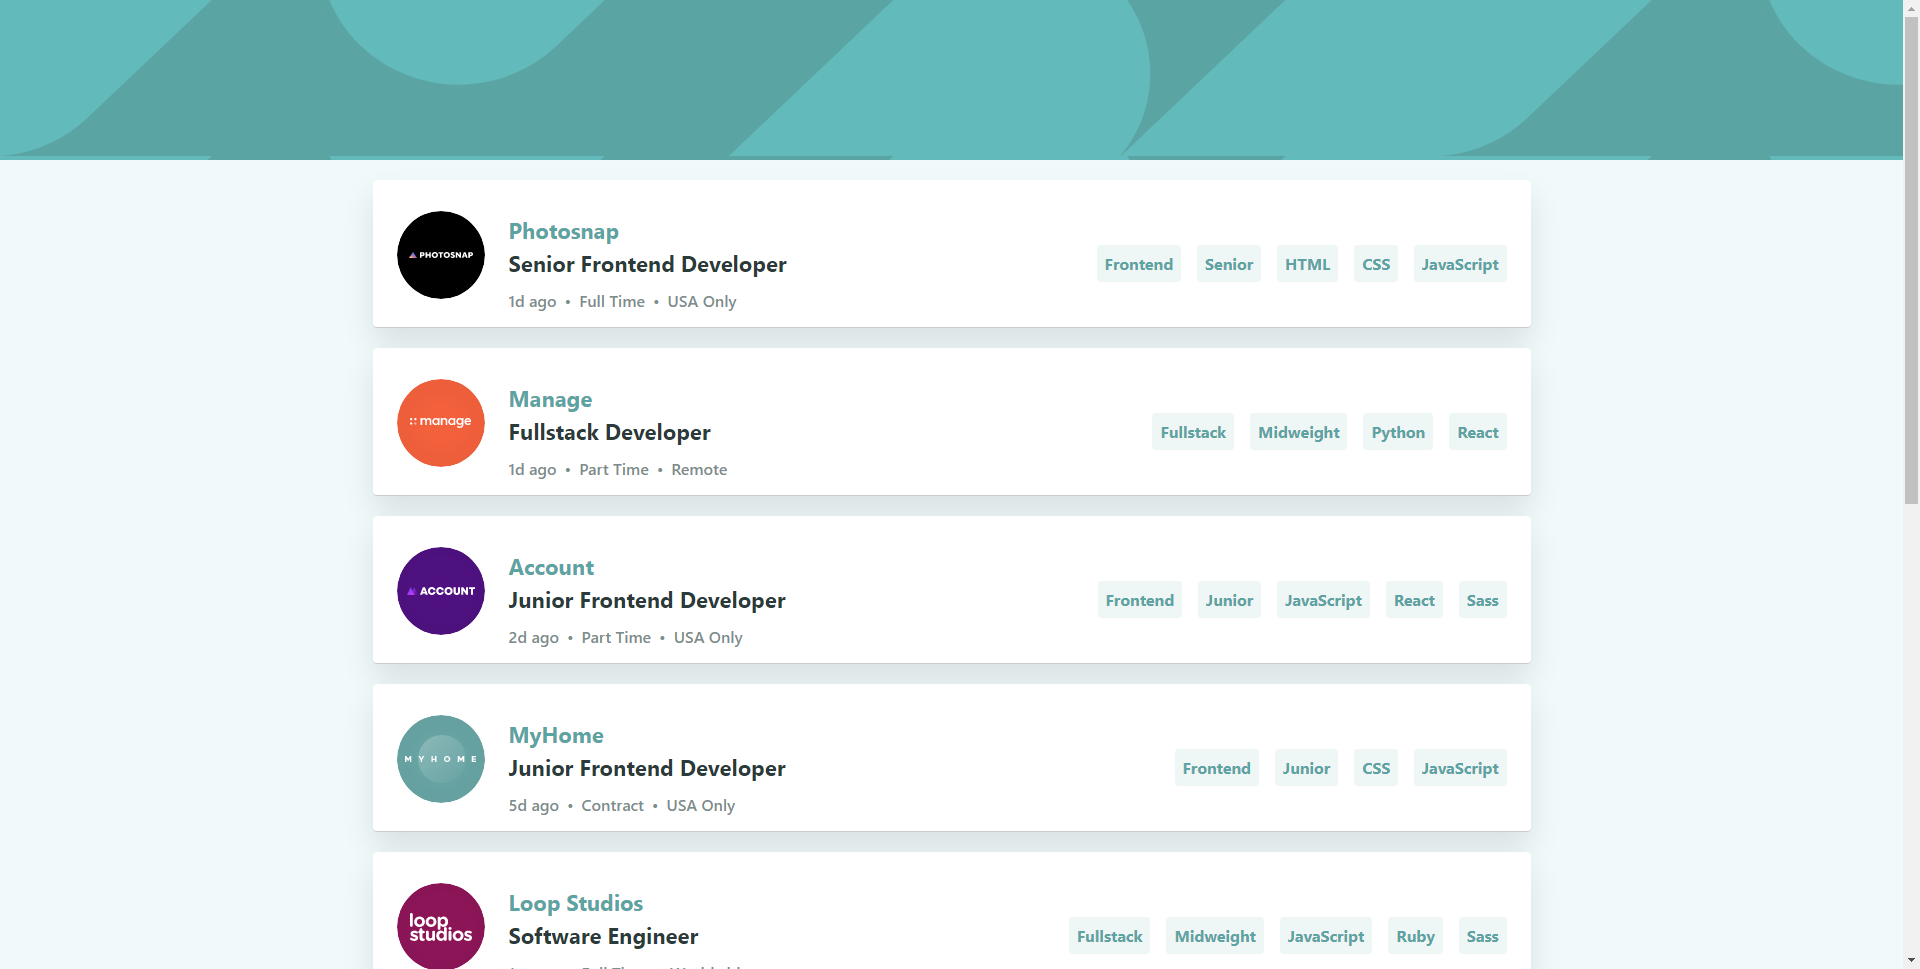 PHOTOSNAP
Photosnap
Senior Frontend Developer
1d ago • Full Time • USA Only
Frontend Senior HTML CSS JavaScript
manage
Manage
Fullstack Developer
1d ago • Part Time • Remote
Fullstack Midweight Python React
ACCOUNT
Account
Junior Frontend Developer
2d ago • Part Time • USA Only
Frontend Junior JavaScript React Sass
MYHOME
MyHome
Junior Frontend Developer
5d ago • Contract • USA Only
Frontend Junior CSS JavaScript
loop
studios
Loop Studios
Software Engineer
Fullstack Midweight JavaScript Ruby Sass